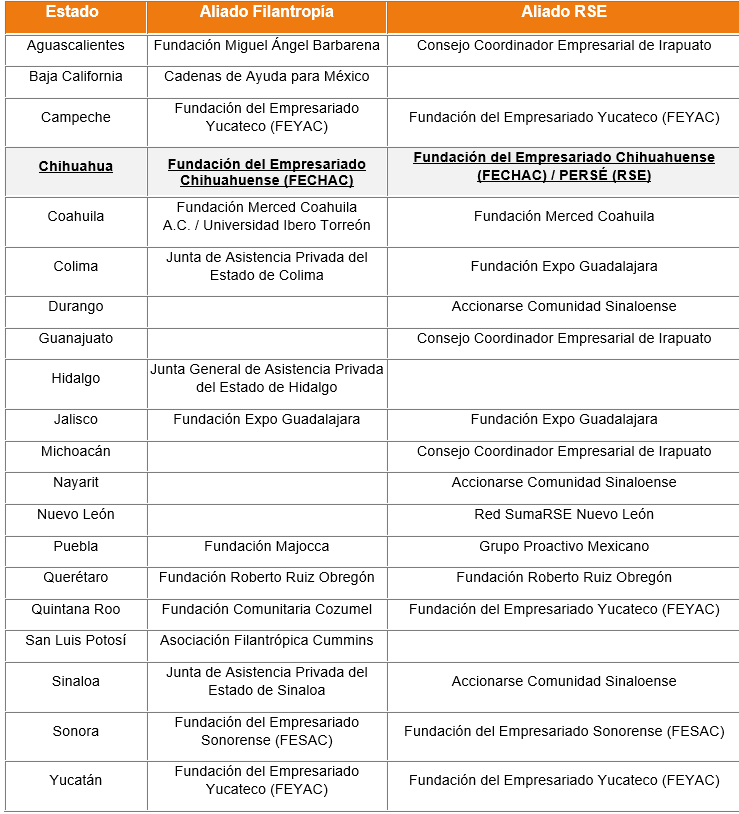 Estado Aliado Filantropía Aliado RSE
Aguascalientes Fundación Miguel Ángel Barbarena Consejo Coordinador Empresarial de Irapuato
Baja California Cadenas de Ayuda para México
Campeche Fundación del Empresariado
Yucateco (FEYAC) Fundación del Empresariado Yucateco (FEYAC)
Chihuahua Fundación del Empresariado
Chihuahuense (FECHAC) Fundación del Empresariado Chihuahuense
(FECHAC) / PERSÉ (RSE)
Coahuila Fundación Merced Coahuila
A.C. / Universidad Ibero Torreón Fundación Merced Coahuila
Colima Junta de Asistencia Privada del
Estado de Colima Fundación Expo Guadalajara
Durango Accionarse Comunidad Sinaloense
Guanajuato Consejo Coordinador Empresarial de Irapuato
Hidalgo Junta General de Asistencia Privada
del Estado de Hidalgo
Jalisco Fundación Expo Guadalajara Fundación Expo Guadalajara
Michoacán Consejo Coordinador Empresarial de Irapuato
Nayarit Accionarse Comunidad Sinaloense
Nuevo León Red SumaRSE Nuevo León
Puebla Fundación Majocca Grupo Proactivo Mexicano
Querétaro Fundación Roberto Ruiz Obregón Fundación Roberto Ruiz Obregón
Quintana Roo Fundación Comunitaria Cozumel Fundación del Empresariado Yucateco (FEYAC)
San Luis Potosí Asociación Filantrópica Cummins
Sinaloa Junta de Asistencia Privada del
Estado de Sinaloa Accionarse Comunidad Sinaloense
Sonora Fundación del Empresariado
Sonorense (FESAC) Fundación del Empresariado Sonorense (FESAC)
Yucatán Fundación del Empresariado
Yucateco (FEYAC) Fundación del Empresariado Yucateco (FEYAC)